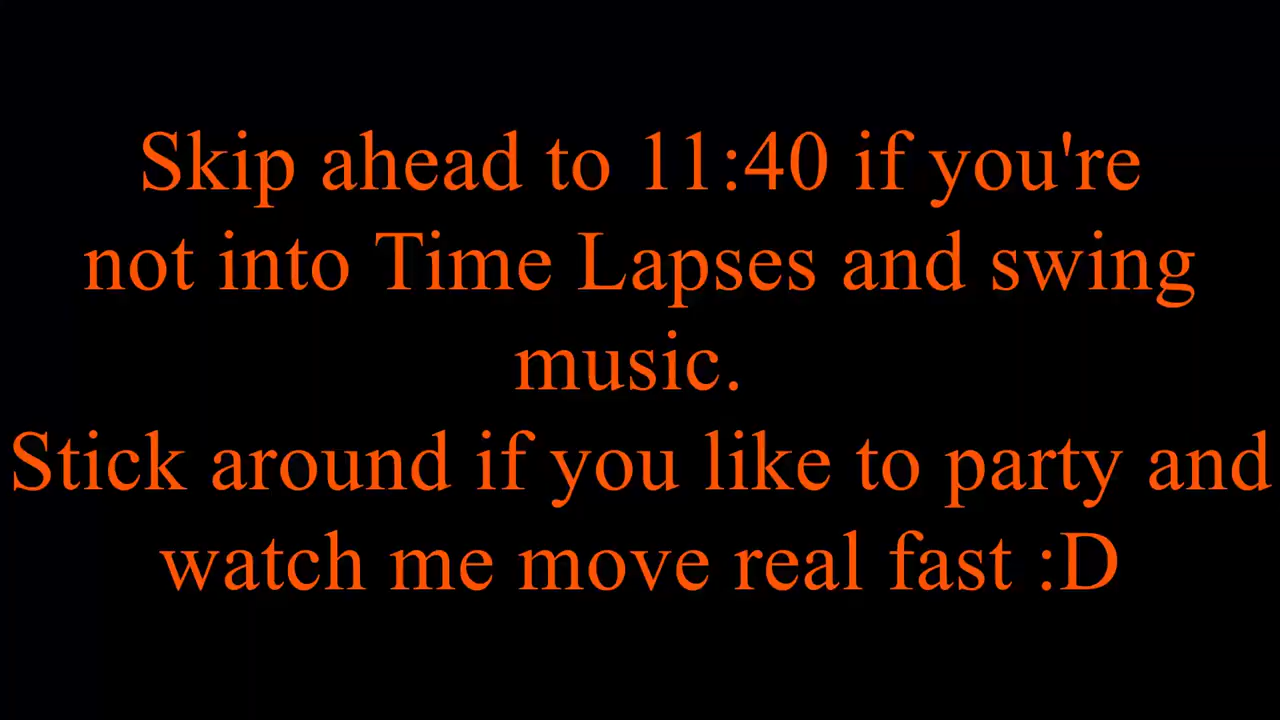 Skip ahead to 11:40 if you're
not into Time Lapses and swing
music.
Stick around if you like to party and
watch me move real fast :D